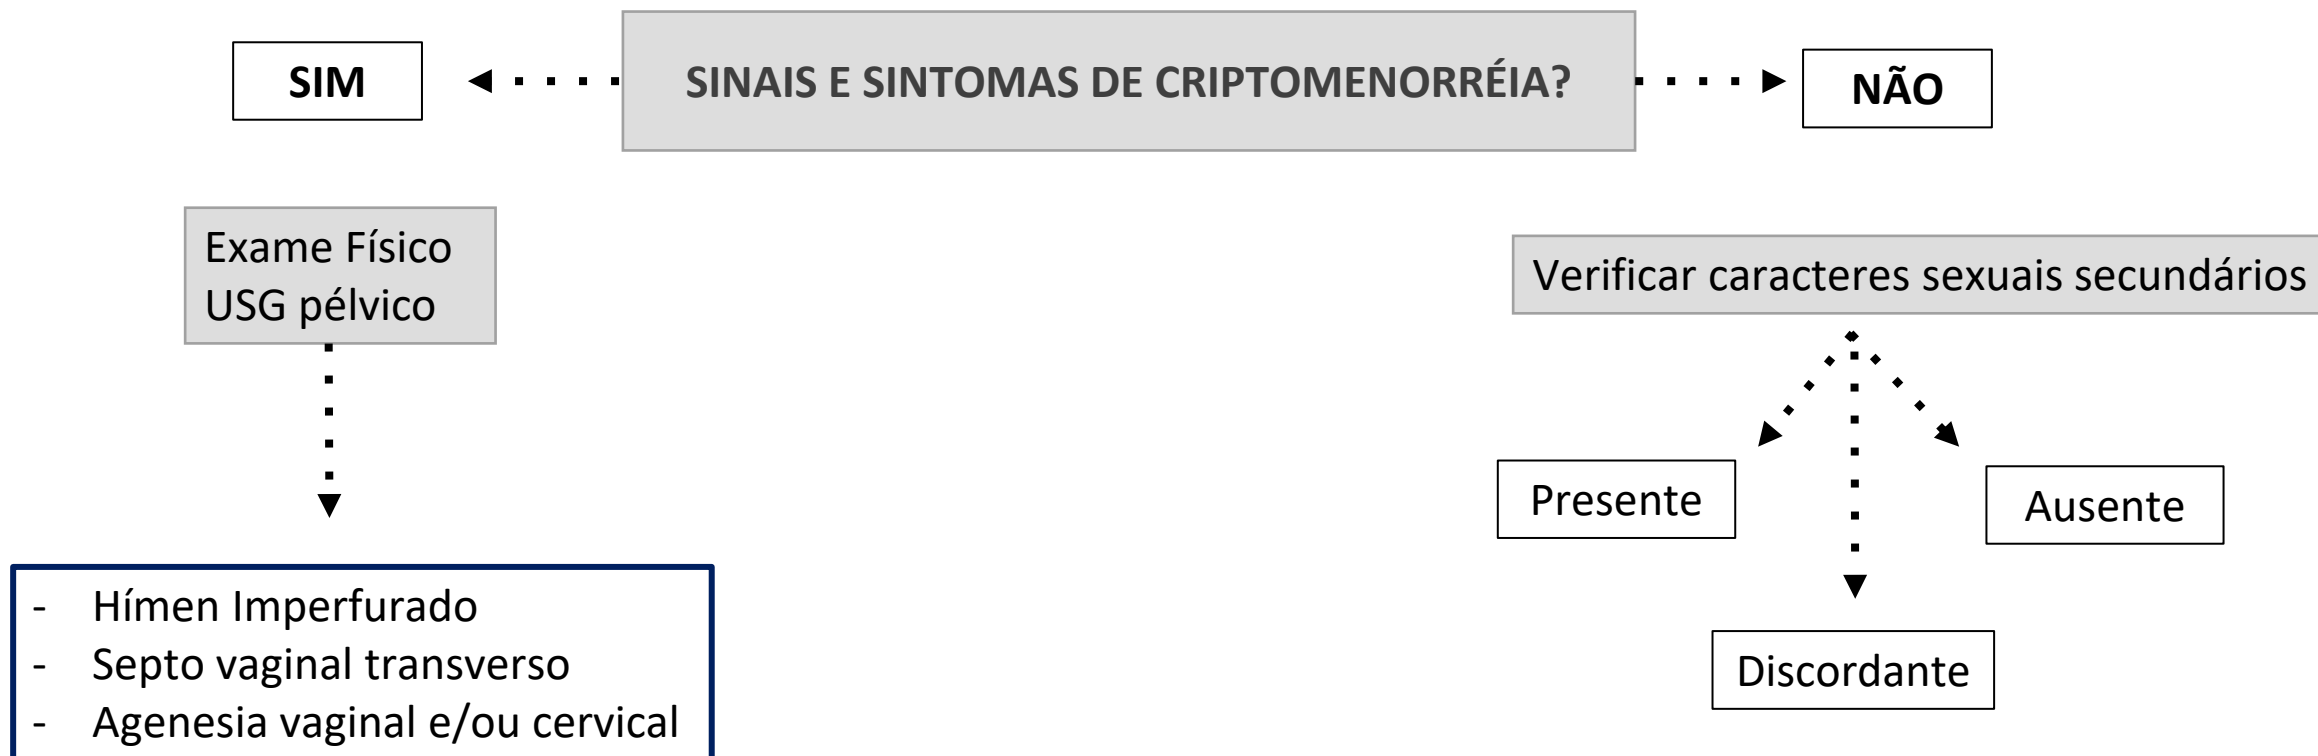 SINAIS E SINTOMAS DE CRIPTOMENORRÉIA?
SIM
NÃO
Exame Físico
USG pélvico
- Hímen Imperfurado
- Septo vaginal transverso
- Agenesia vaginal e/ou cervical
Verificar caracteres sexuais secundários
Presente
Ausente
Discordante